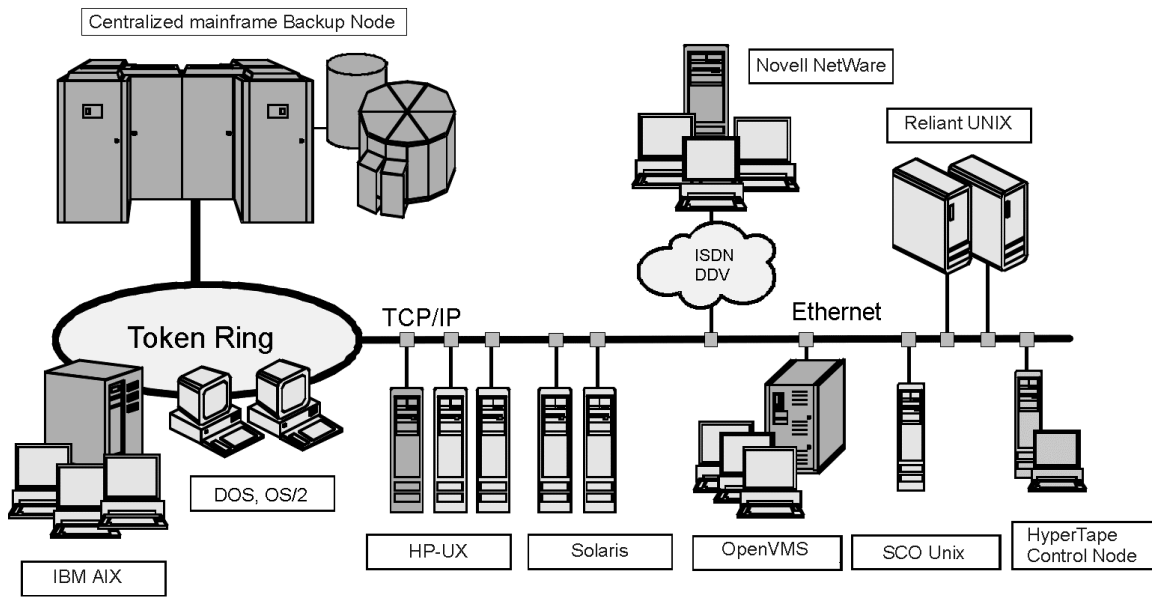 Centralized mainframe Backup Node
Novell NetWare
Reliant UNIX
ISDN
DDV
Token Ring
TCP/IP
Ethernet
DOS, OS/2
IBM AIX
HP-UX
Solaris
OpenVMS
SCO Unix
HyperTape
Control Node